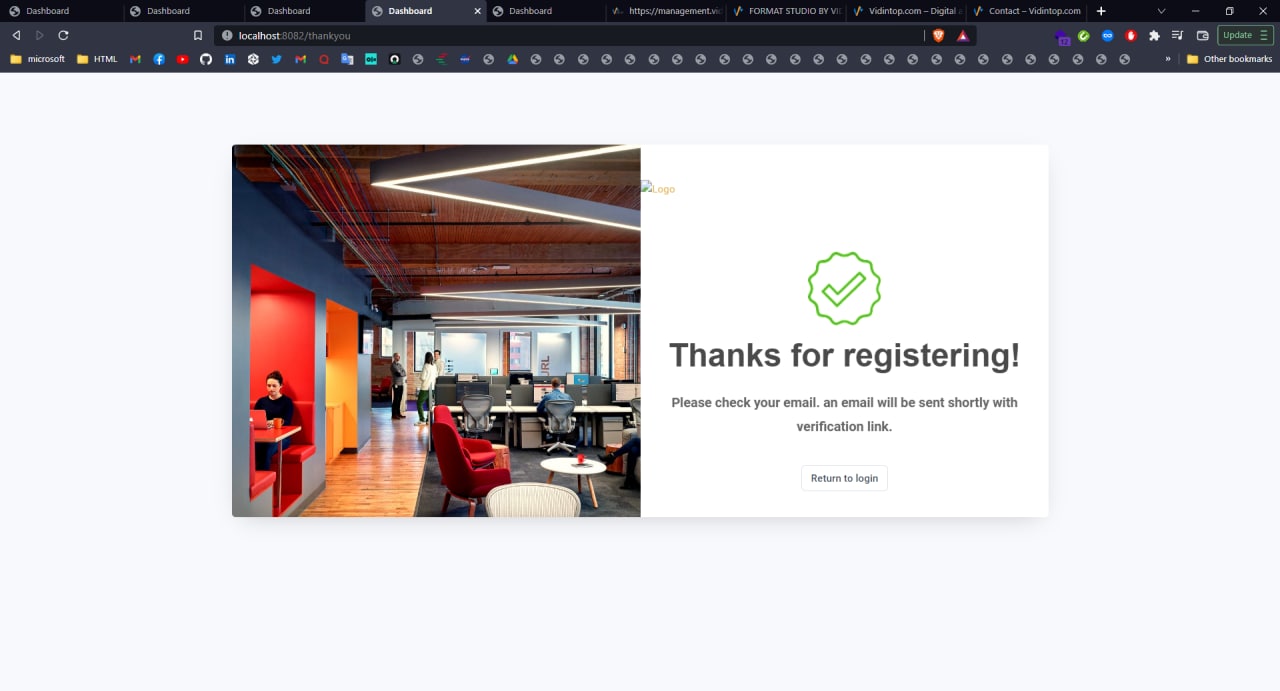 Dashboard
Dashboard
Dashboard
Dashboard
Dashboard
https://management.vid
FORMAT STUDIO BY VI
Vidintop.com – Digital a
Contact – Vidintop.com
localhost:8082/thankyou
12
Update
microsoft
HTML
Other bookmarks
Logo
Thanks for registering!
Please check your email. an email will be sent shortly with
verification link.
Return to login